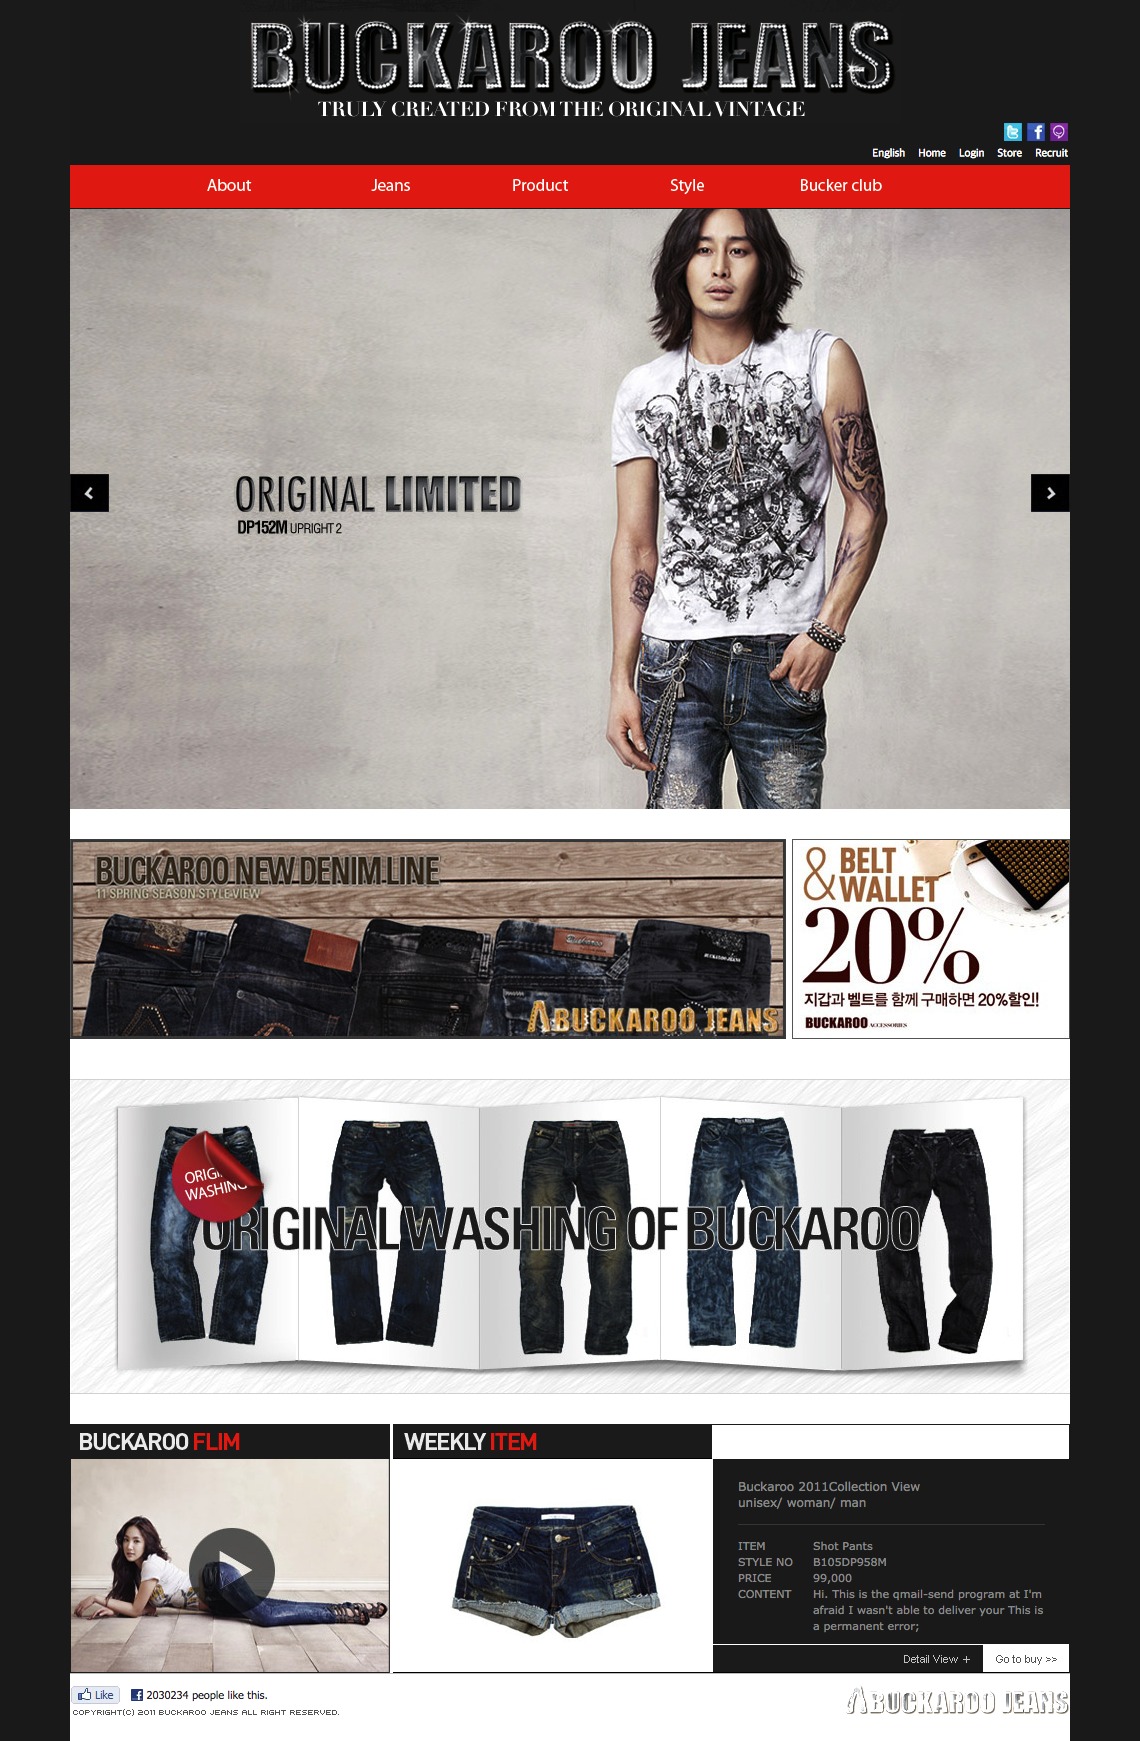 BUCKAROO JEANS
TRULY CREATED FROM THE ORIGINAL VINTAGE
English Home Login Store Recruit
About Jeans Product Style Bucker club
ORIGINAL LIMITED
DP152M UPRIGHT 2
BUCKAROO NEW DENIM LINE
11 SPRING SEASON STYLE VIEW
Buckaroo
BUCKAROO JEANS
BUCKAROO JEANS
& BELT
WALLET
20%
지갑과 벨트를 함께 구매하면 20%할인!
BUCKAROO ACCESSORIES
WASHING
ORIGINAL WASHING OF BUCKAROO
BUCKAROO FLIM
WEEKLY ITEM
Buckaroo 2011Collection View
unisex/ woman/ man
ITEM Shot Pants
STYLE NO B105DP958M
PRICE 99,000
CONTENT Hi. This is the qmail-send program at I'm
afraid I wasn't able to deliver your This is
a permanent error;
Detail View + Go to buy >>
Like 2030234 people like this.
COPYRIGHT(C) 2011 BUCKAROO JEANS ALL RIGHT RESERVED.
BUCKAROO JEANS